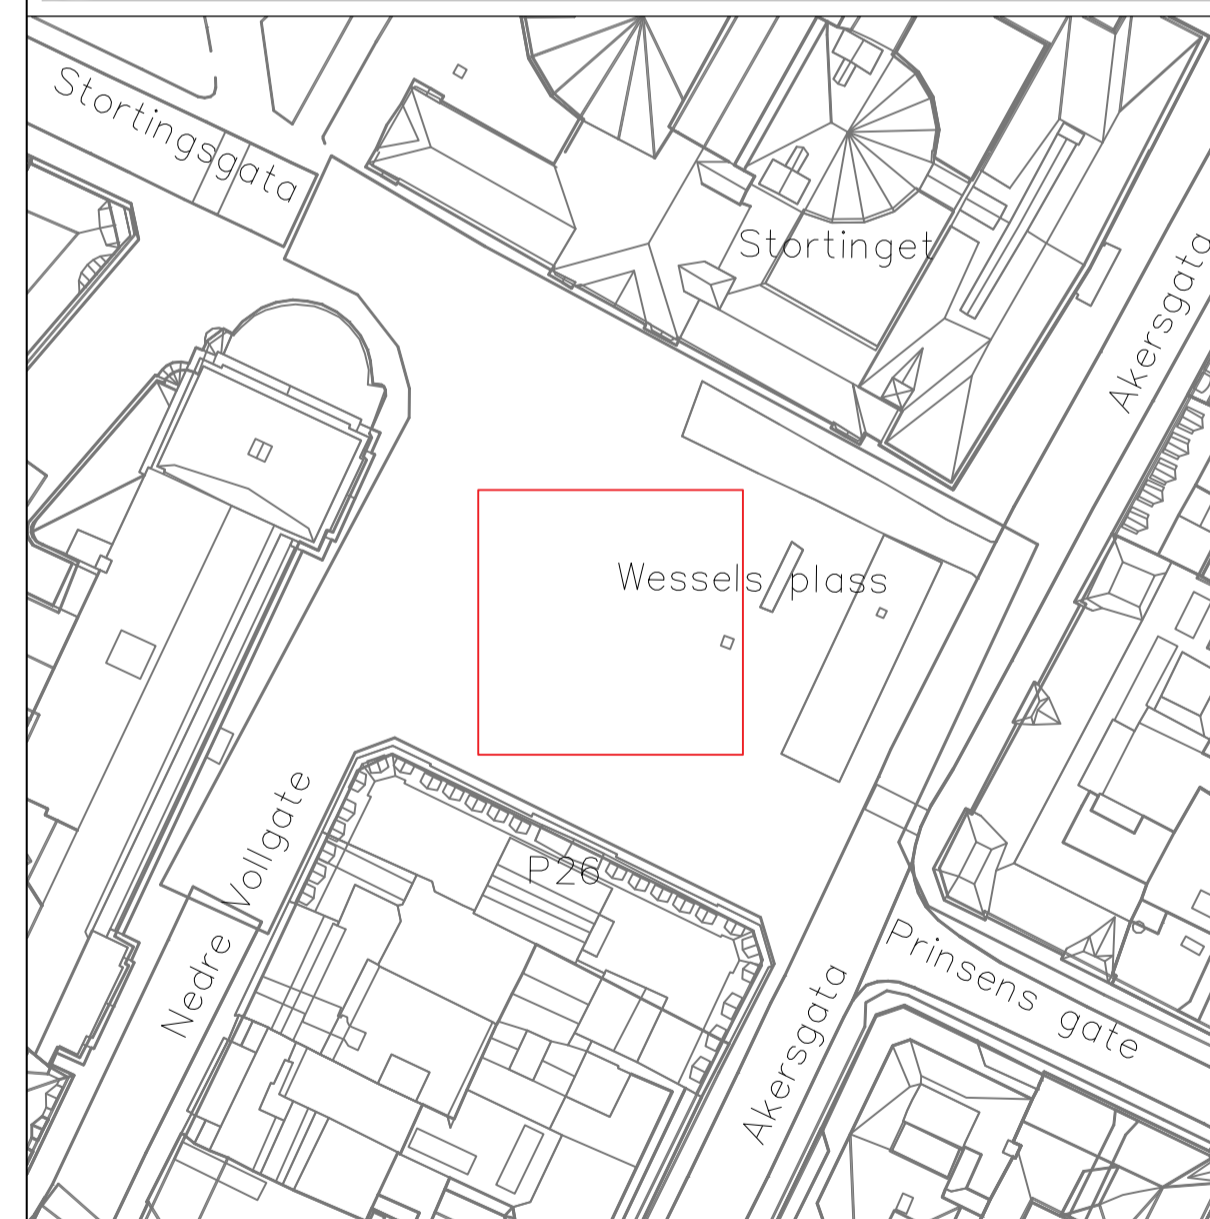 Stortingsgata
Stortinget
Akersgata
Wessels plass
Nedre Vollgate
P26
Prinsens gate
Akersgata